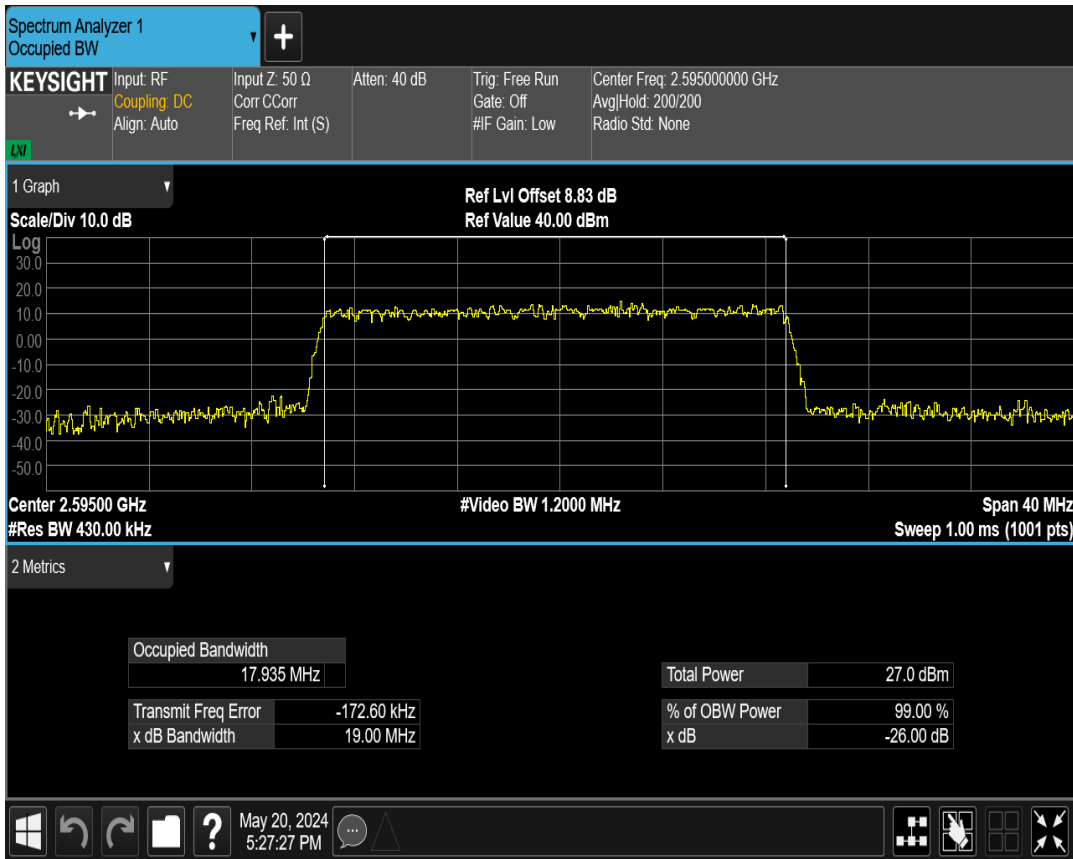 Spectrum Analyzer 1
Occupied BW
+
KEYSIGHT
LXI
Input: RF
Coupling: DC
Align: Auto
Input Z: 50 Ω
Corr CCorr
Freq Ref: Int (S)
Atten: 40 dB
Trig: Free Run
Gate: Off
#IF Gain: Low
Center Freq: 2.595000000 GHz
Avg|Hold: 200/200
Radio Std: None
1 Graph
Scale/Div 10.0 dB
Ref Lvl Offset 8.83 dB
Ref Value 40.00 dBm
Log
30.0
20.0
10.0
0.00
-10.0
-20.0
-30.0
-40.0
-50.0
Center 2.59500 GHz
#Video BW 1.2000 MHz
Span 40 MHz
#Res BW 430.00 kHz
Sweep 1.00 ms (1001 pts)
2 Metrics
Occupied Bandwidth
17.935 MHz
Total Power 27.0 dBm
Transmit Freq Error -172.60 kHz
% of OBW Power 99.00 %
x dB Bandwidth 19.00 MHz
x dB -26.00 dB
?
May 20, 2024
5:27:27 PM